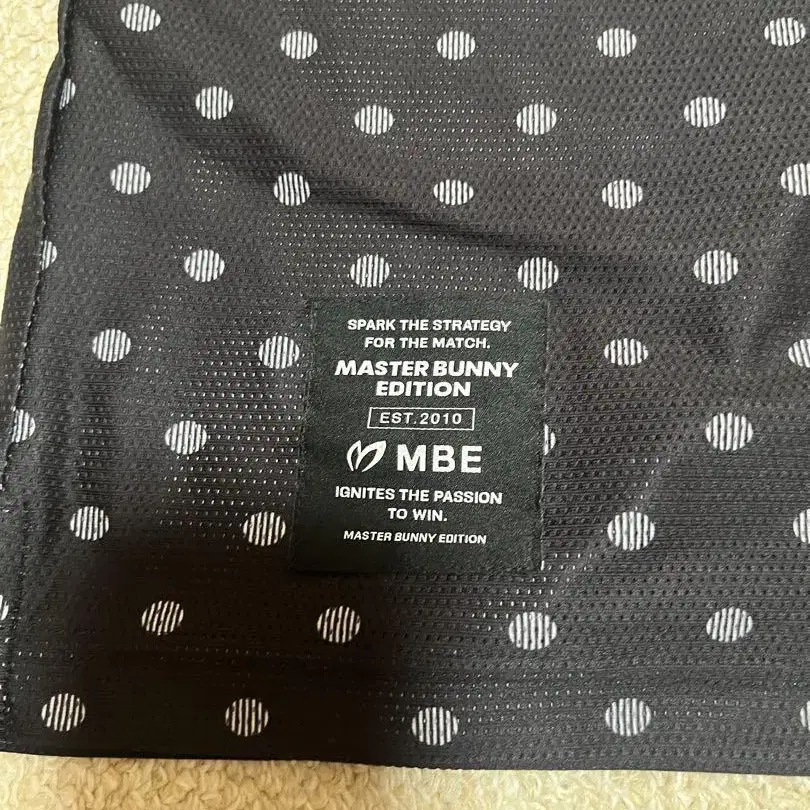 SPARK THE STRATEGY
FOR THE MATCH.
MASTER BUNNY
EDITION
EST.2010
MBE
IGNITES THE PASSION
TO WIN.
MASTER BUNNY EDITION